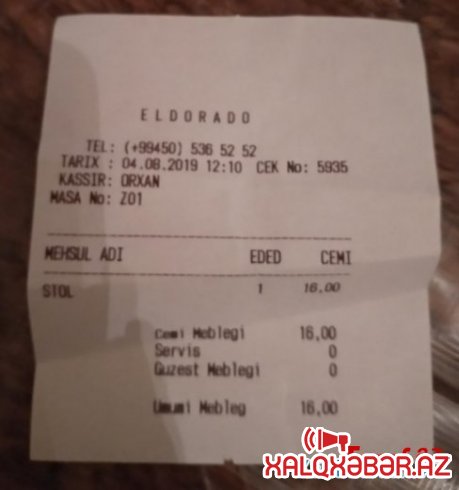 ELDORADO
TEL: (+99450) 536 52 52
TARIX : 04.08.2019 12:10 CEK No: 5935
KASSIR: ORXAN
MASA No: Z01
MEHSUL ADI EDED CEMI
STOL 1 16,00
Cemi Meblegi 16,00
Servis 0
Guzest Meblegi 0
Umumi Mebleg 16,00
XALQXƏBƏR.AZ